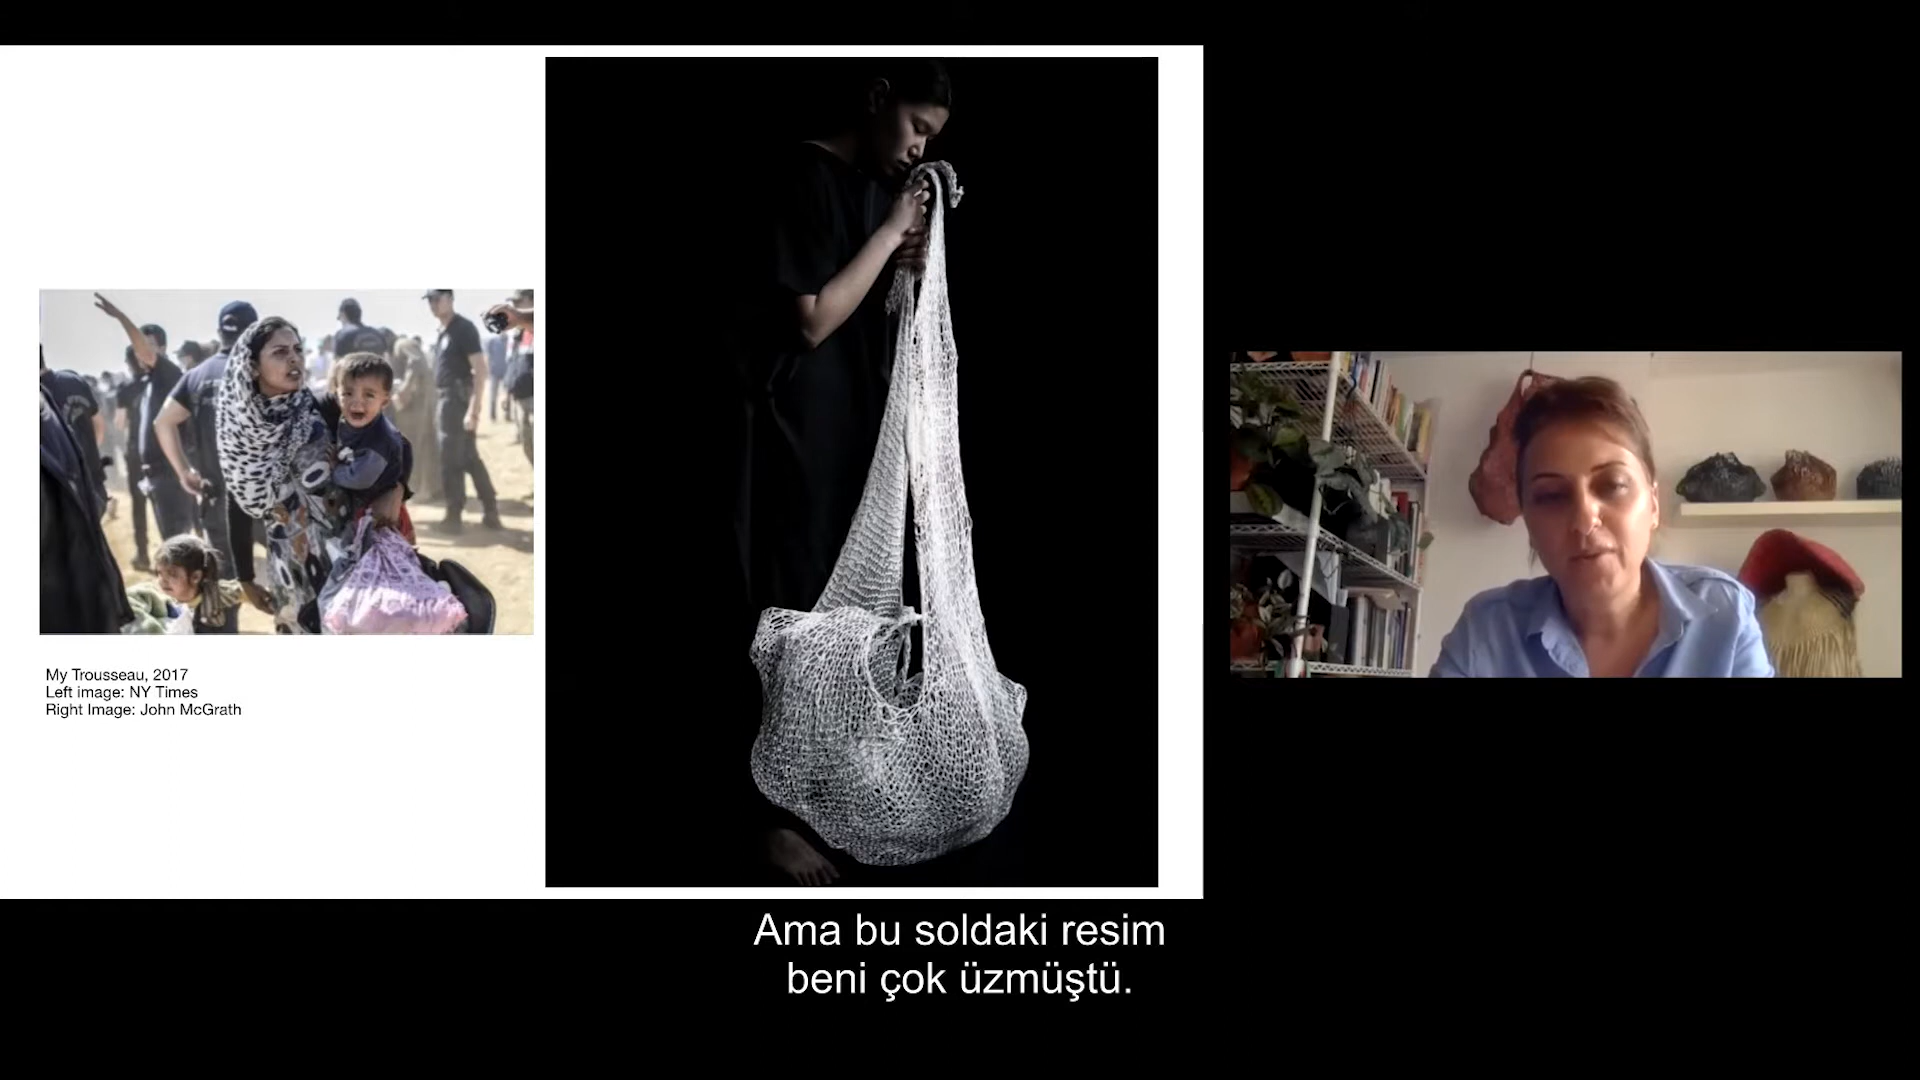 My Trousseau, 2017
Left image: NY Times
Right Image: John McGrath
Ama bu soldaki resim
beni çok üzmüştü.